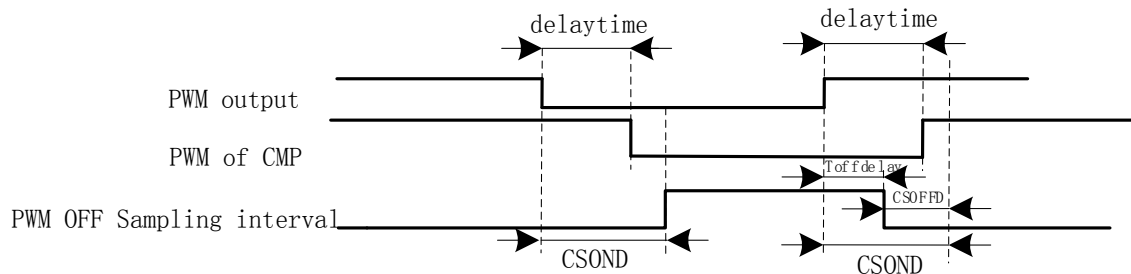 delaytime
delaytime
PWM output
PWM of CMP
Toffdelay
CSOFFD
PWM OFF Sampling interval
CSOND
CSOND